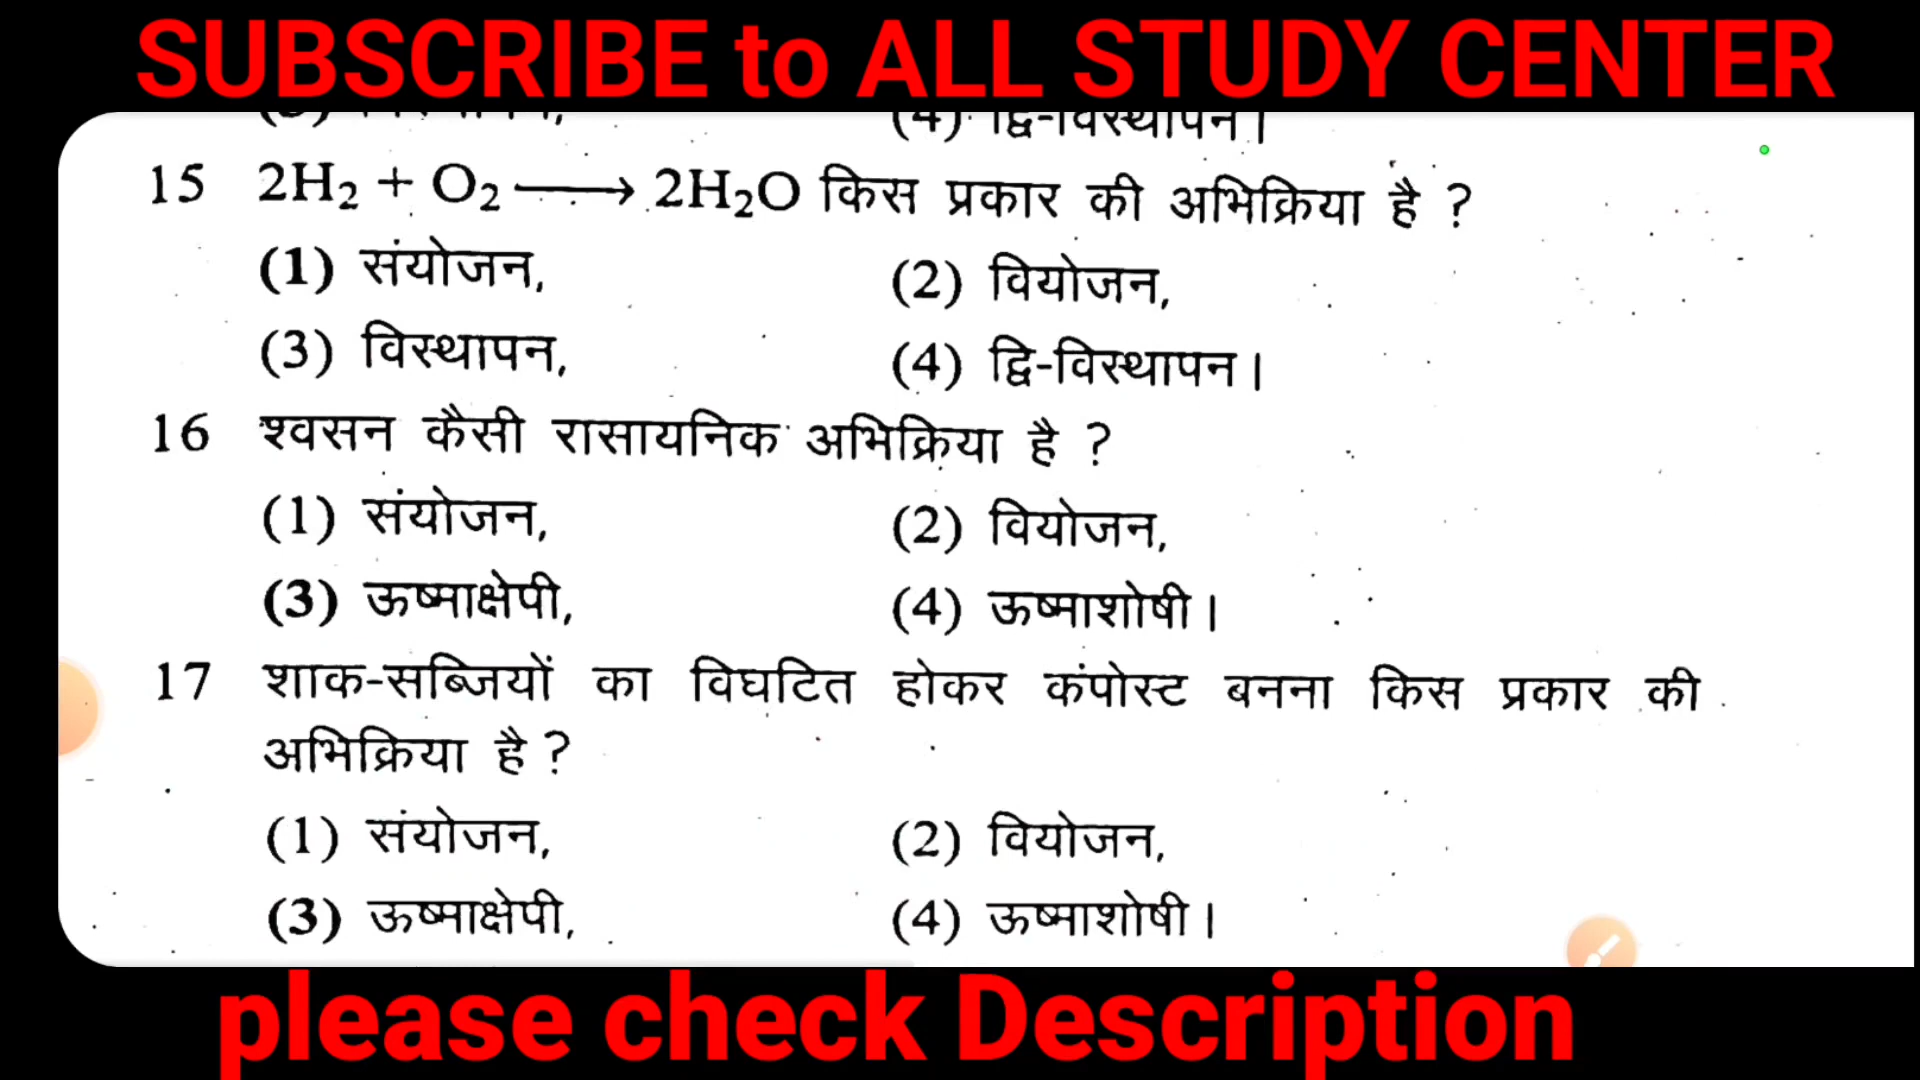 SUBSCRIBE to ALL STUDY CENTER
(4) द्वि-विस्थापन।
15 2H₂ + O₂ ⟶ 2H₂O किस प्रकार की अभिक्रिया है ?
(1) संयोजन, (2) वियोजन,
(3) विस्थापन, (4) द्वि-विस्थापन।
16 श्वसन कैसी रासायनिक अभिक्रिया है ?
(1) संयोजन, (2) वियोजन,
(3) ऊष्माक्षेपी, (4) ऊष्माशोषी।
17 शाक-सब्जियों का विघटित होकर कंपोस्ट बनना किस प्रकार की
अभिक्रिया है ?
(1) संयोजन, (2) वियोजन,
(3) ऊष्माक्षेपी, (4) ऊष्माशोषी।
please check Description